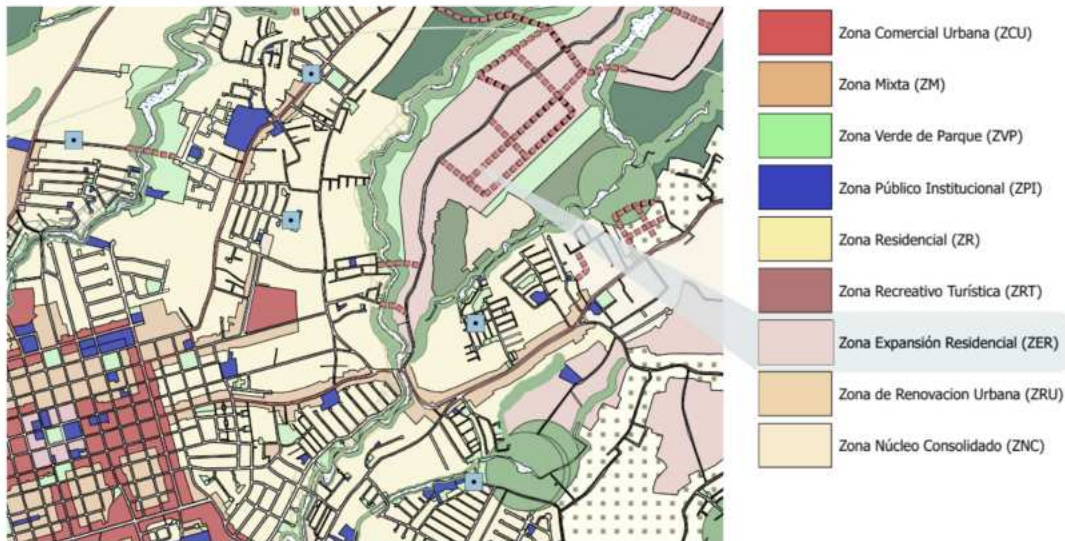 Zona Comercial Urbana (ZCU)
Zona Mixta (ZM)
Zona Verde de Parque (ZVP)
Zona Público Institucional (ZPI)
Zona Residencial (ZR)
Zona Recreativo Turística (ZRT)
Zona Expansión Residencial (ZER)
Zona de Renovacion Urbana (ZRU)
Zona Núcleo Consolidado (ZNC)